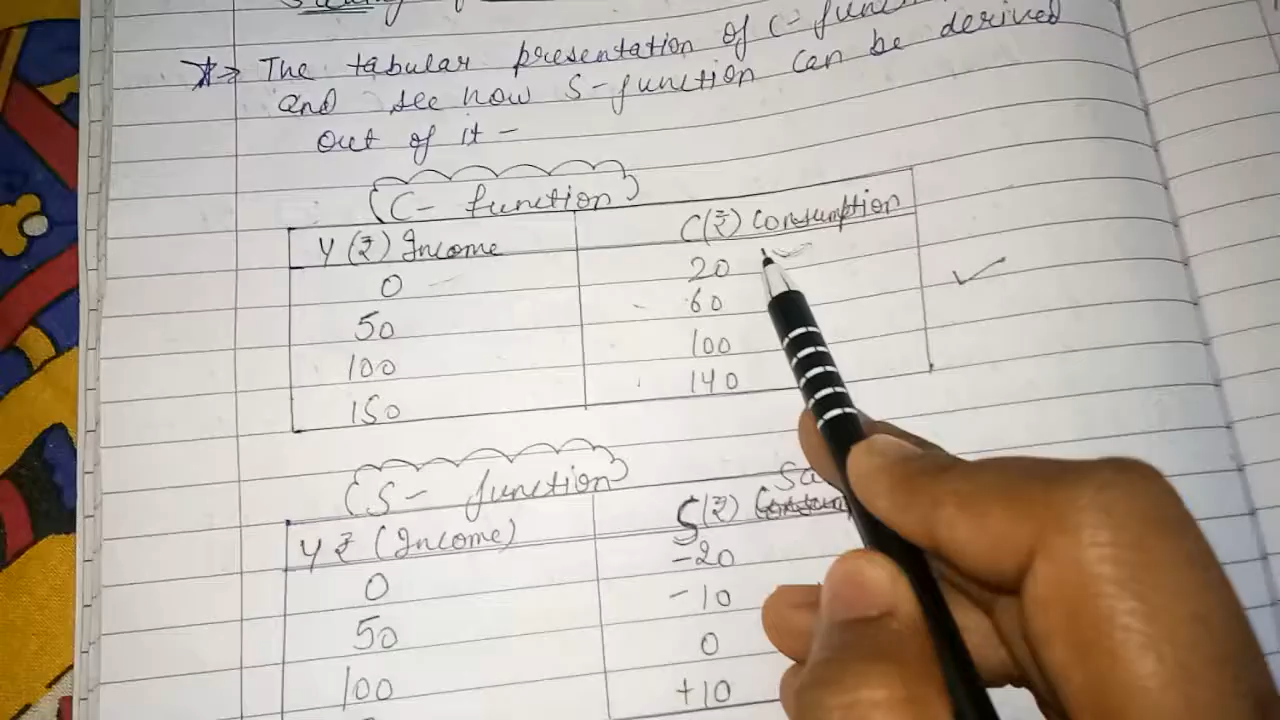 ☆→ The tabular presentation of C-
and see how S-function can be derived
out of it -
C- function
Y (₹) Income C(₹) Consumption
0 20
50 60
100 100
150 140
S- function
Y ₹ (Income) S(₹)
0 -20
50 -10
100 0
+10